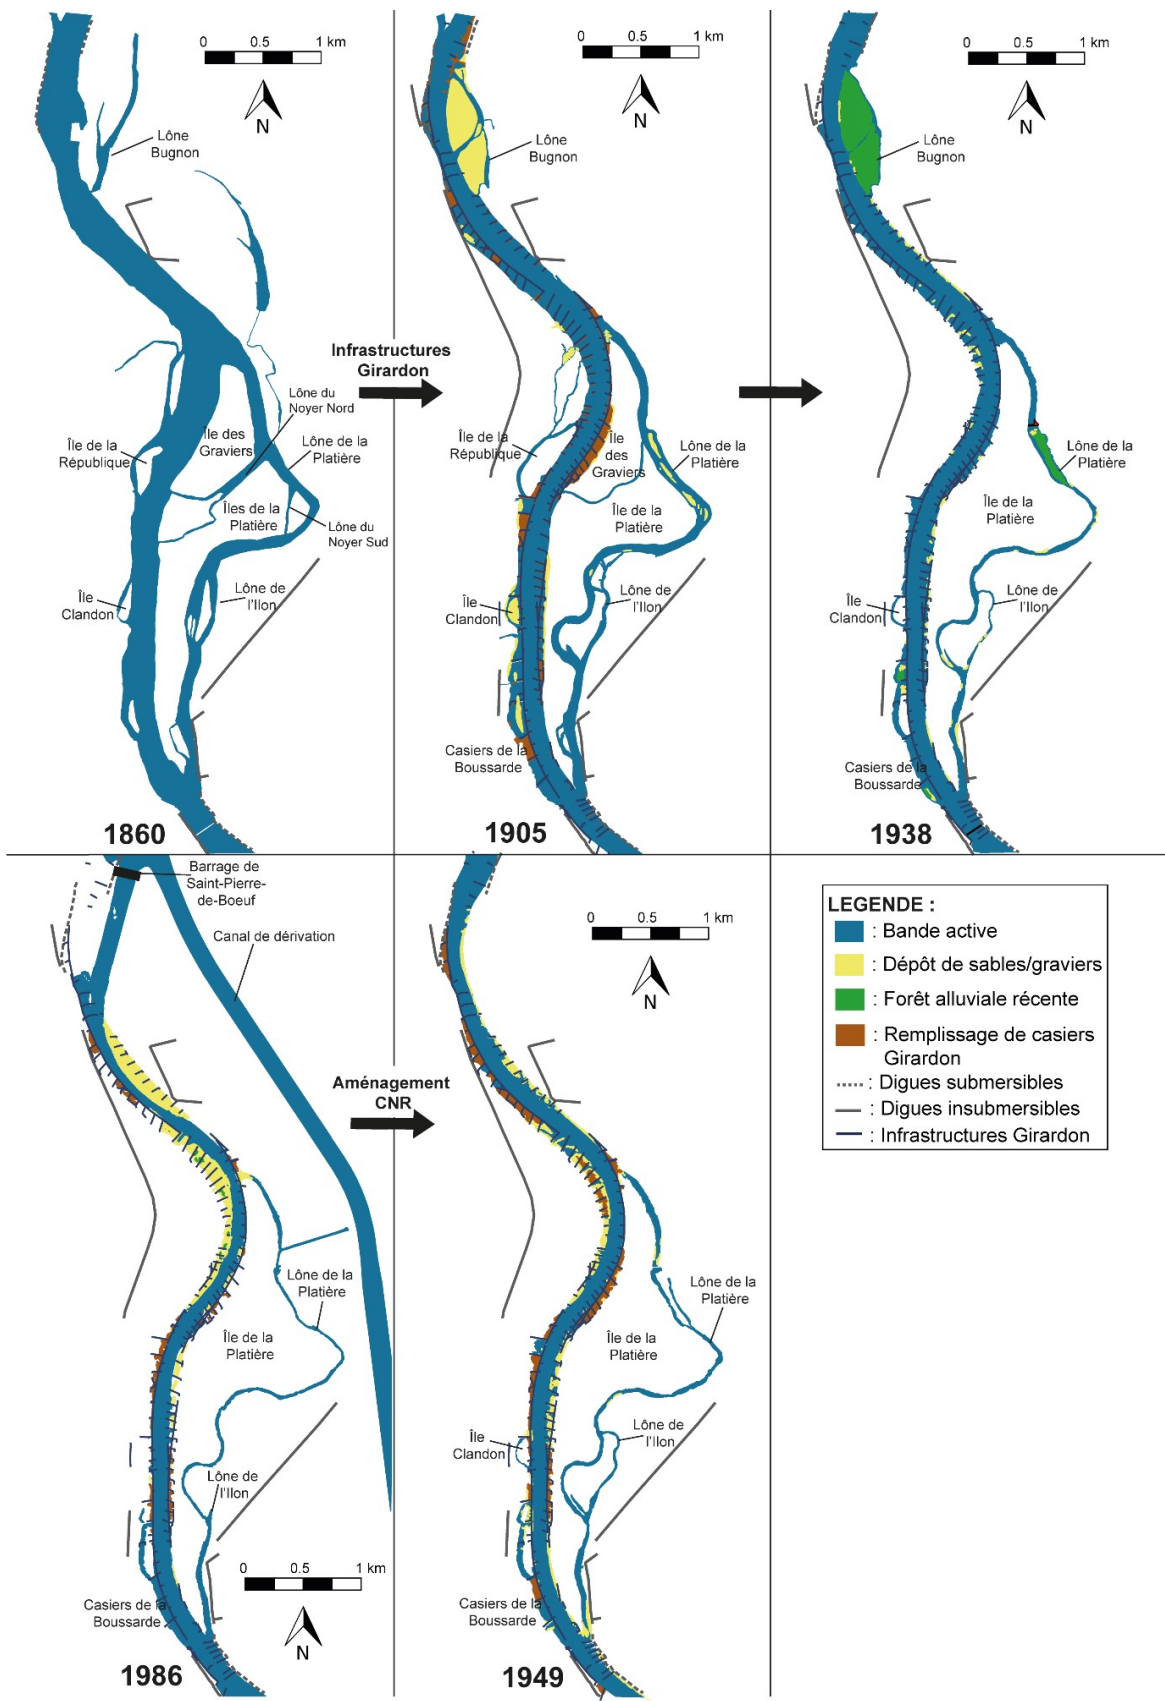 0 0.5 1 km
N
Lône
Bugnon
Lône du
Noyer Nord
Île de la
République
Île des
Graviers
Lône de la
Platière
Îles de la
Platière
Lône du
Noyer Sud
Île
Clandon
Lône de
l'Ilon
1860
Infrastructures
Girardon
0 0.5 1 km
N
Lône
Bugnon
Île de la
République
Île
des
Graviers
Lône de la
Platière
Île de la
Platière
Île
Clandon
Lône de
l'Ilon
Casiers de la
Boussarde
1905
0 0.5 1 km
N
Lône
Bugnon
Lône de la
Platière
Île de la
Platière
Île
Clandon
Lône de
l'Ilon
Casiers de la
Boussarde
1938
Barrage de
Saint-Pierre-
de-Boeuf
Canal de dérivation
Lône de la
Platière
Île de la
Platière
Lône de
l'Ilon
0 0.5 1 km
N
Casiers de la
Boussarde
1986
Aménagement
CNR
0 0.5 1 km
N
Lône de la
Platière
Île de la
Platière
Île
Clandon
Lône de
l'Ilon
Casiers de la
Boussarde
1949
LEGENDE :
: Bande active
: Dépôt de sables/graviers
: Forêt alluviale récente
: Remplissage de casiers
Girardon
: Digues submersibles
: Digues insubmersibles
: Infrastructures Girardon